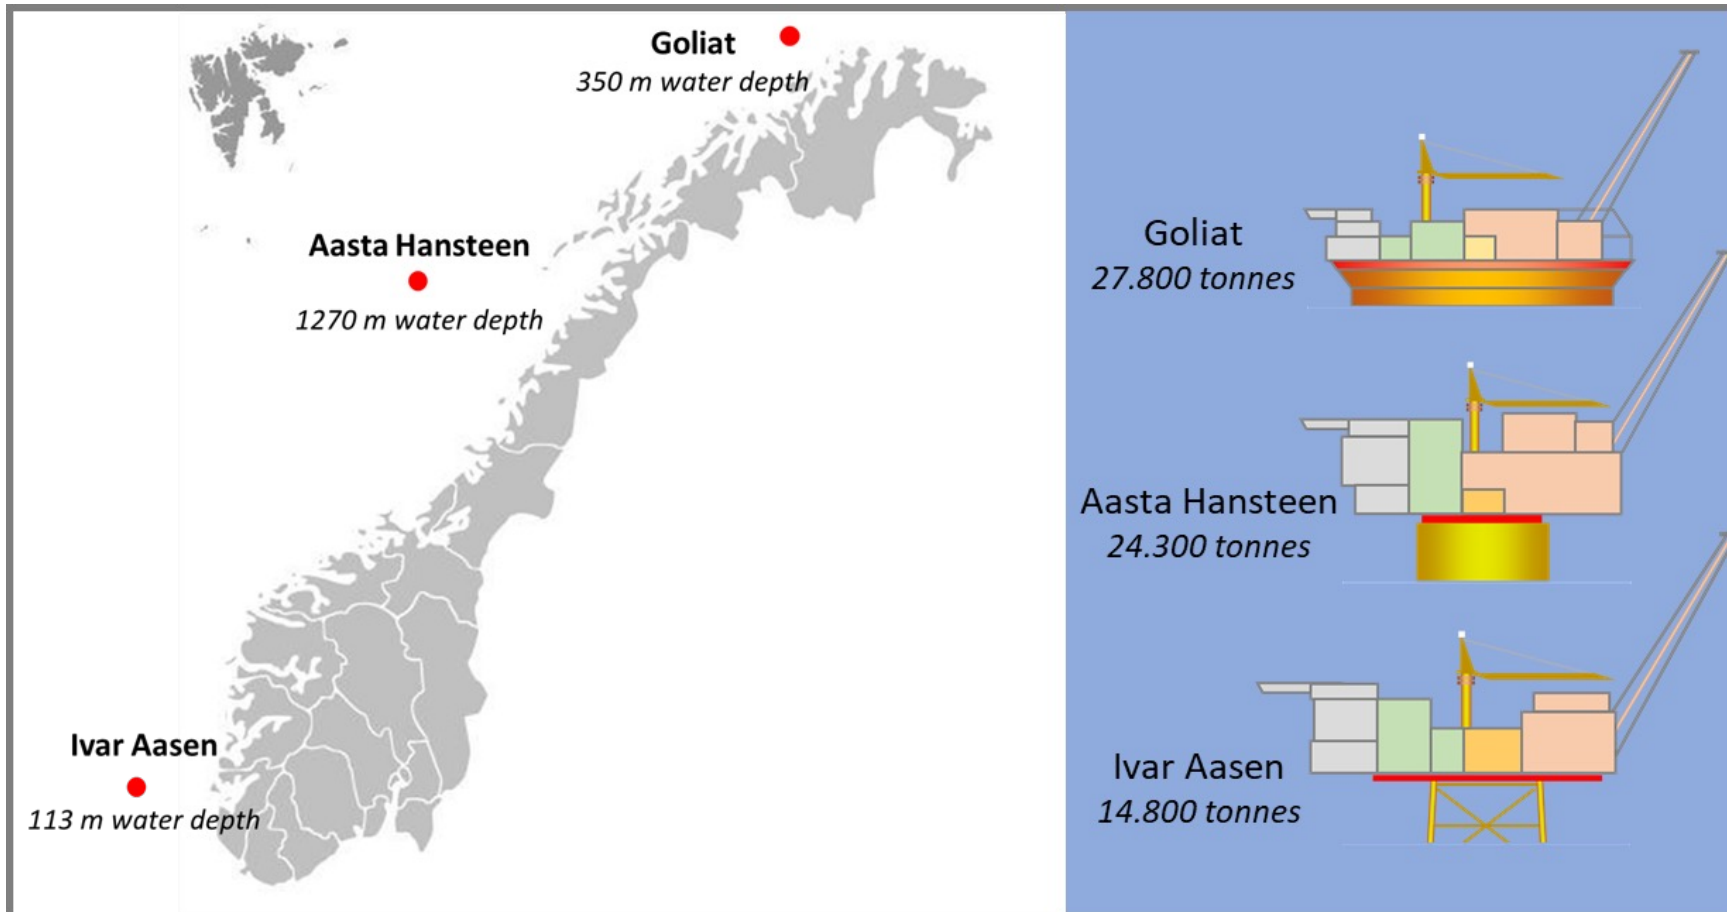 Goliat
350 m water depth
Aasta Hansteen
1270 m water depth
Ivar Aasen
113 m water depth
Goliat
27.800 tonnes
Aasta Hansteen
24.300 tonnes
Ivar Aasen
14.800 tonnes